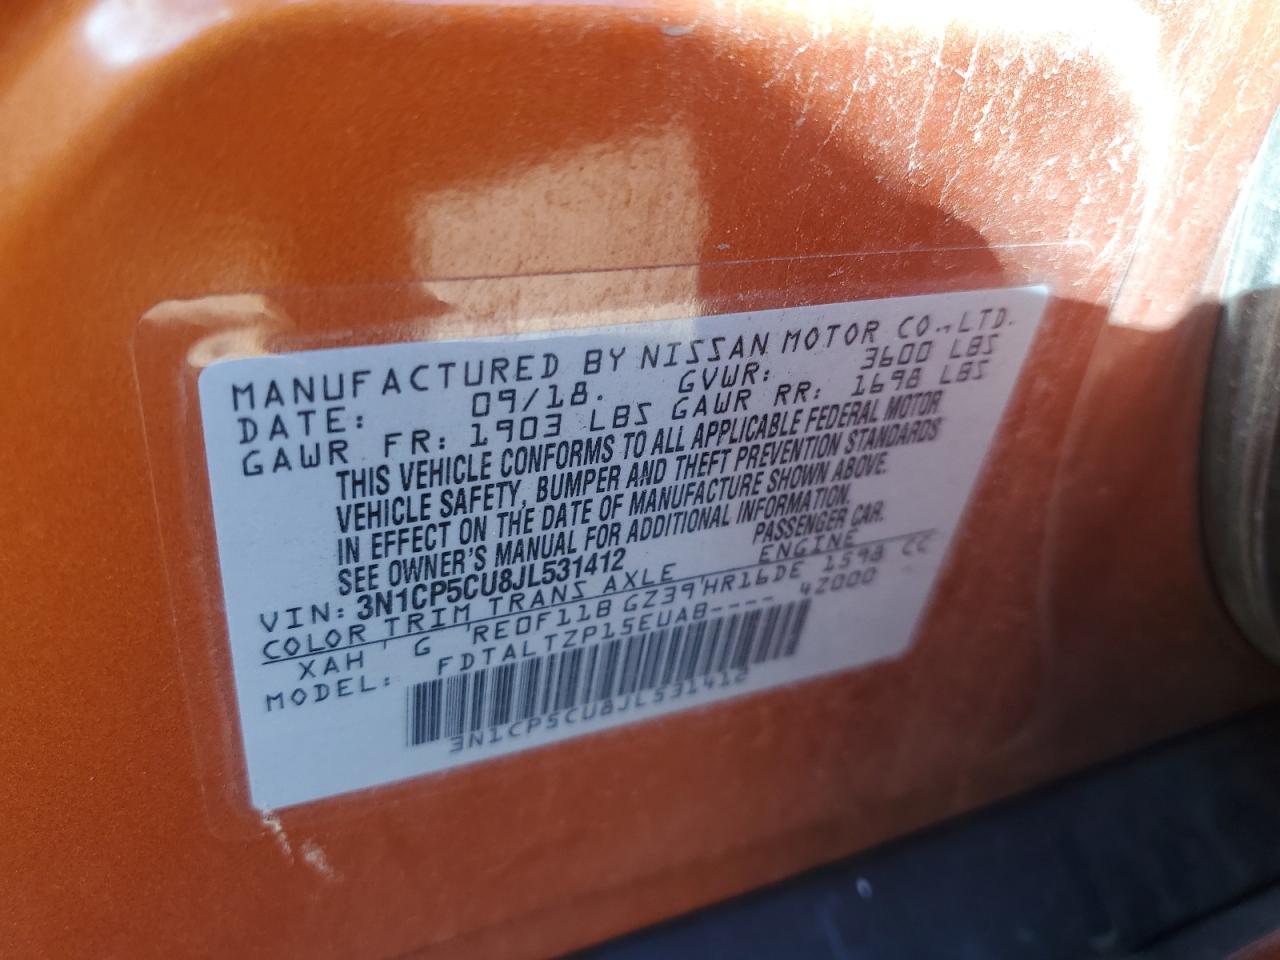 MANUFACTURED BY NISSAN MOTOR CO.,LTD.
DATE: 09/18. GVWR: 3600 LBS
GAWR FR: 1903 LBS GAWR RR: 1698 LBS
THIS VEHICLE CONFORMS TO ALL APPLICABLE FEDERAL MOTOR
VEHICLE SAFETY, BUMPER AND THEFT PREVENTION STANDARDS
IN EFFECT ON THE DATE OF MANUFACTURE SHOWN ABOVE.
SEE OWNER'S MANUAL FOR ADDITIONAL INFORMATION.
VIN: 3N1CP5CU8JL531412 PASSENGER CAR.
COLOR TRIM TRANS AXLE ENGINE
XAH G RE0F11B GZ39 HR16DE 1598 CC
MODEL: FDTALTZP15EUAB---- 4Z000
3N1CP5CU8JL531412